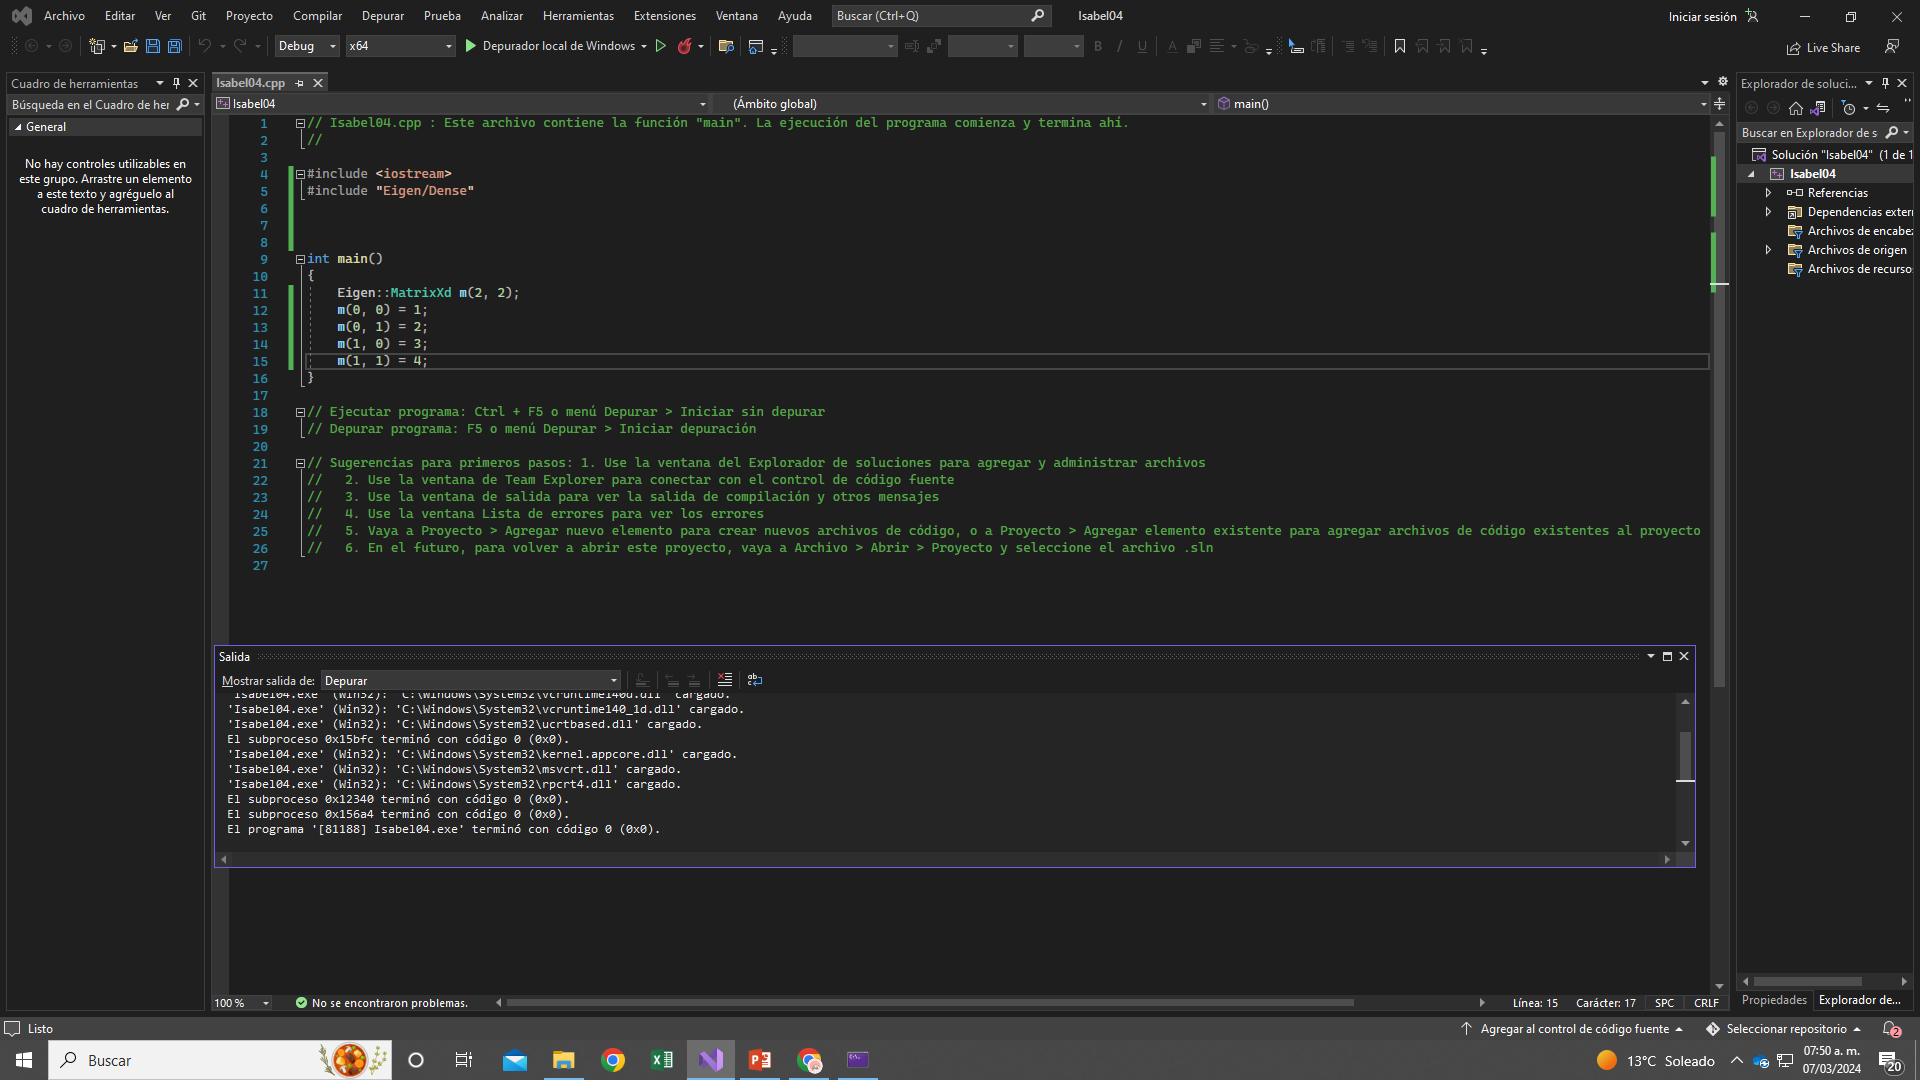 Archivo Editar Ver Git Proyecto Compilar Depurar Prueba Analizar Herramientas Extensiones Ventana Ayuda Buscar (Ctrl+Q) Isabel04 Iniciar sesión
Debug x64 Depurador local de Windows Live Share
Cuadro de herramientas
Búsqueda en el Cuadro de her
General
No hay controles utilizables en
este grupo. Arrastre un elemento
a este texto y agréguelo al
cuadro de herramientas.
Isabel04.cpp
Isabel04 (Ámbito global) main()
1 // Isabel04.cpp : Este archivo contiene la función "main". La ejecución del programa comienza y termina ahí.
2 //
3
4 #include <iostream>
5 #include "Eigen/Dense"
6
7
8
9 int main()
10 {
11 Eigen::MatrixXd m(2, 2);
12 m(0, 0) = 1;
13 m(0, 1) = 2;
14 m(1, 0) = 3;
15 m(1, 1) = 4;
16 }
17
18 // Ejecutar programa: Ctrl + F5 o menú Depurar > Iniciar sin depurar
19 // Depurar programa: F5 o menú Depurar > Iniciar depuración
20
21 // Sugerencias para primeros pasos: 1. Use la ventana del Explorador de soluciones para agregar y administrar archivos
22 //   2. Use la ventana de Team Explorer para conectar con el control de código fuente
23 //   3. Use la ventana de salida para ver la salida de compilación y otros mensajes
24 //   4. Use la ventana Lista de errores para ver los errores
25 //   5. Vaya a Proyecto > Agregar nuevo elemento para crear nuevos archivos de código, o a Proyecto > Agregar elemento existente para agregar archivos de código existentes al proyecto
26 //   6. En el futuro, para volver a abrir este proyecto, vaya a Archivo > Abrir > Proyecto y seleccione el archivo .sln
27
Salida
Mostrar salida de: Depurar
'Isabel04.exe' (Win32): 'C:\Windows\System32\vcruntime140d.dll' cargado.
'Isabel04.exe' (Win32): 'C:\Windows\System32\vcruntime140_1d.dll' cargado.
'Isabel04.exe' (Win32): 'C:\Windows\System32\ucrtbased.dll' cargado.
El subproceso 0x15bfc terminó con código 0 (0x0).
'Isabel04.exe' (Win32): 'C:\Windows\System32\kernel.appcore.dll' cargado.
'Isabel04.exe' (Win32): 'C:\Windows\System32\msvcrt.dll' cargado.
'Isabel04.exe' (Win32): 'C:\Windows\System32\rpcrt4.dll' cargado.
El subproceso 0x12340 terminó con código 0 (0x0).
El subproceso 0x156a4 terminó con código 0 (0x0).
El programa '[81188] Isabel04.exe' terminó con código 0 (0x0).
100 % No se encontraron problemas. Línea: 15 Carácter: 17 SPC CRLF
Explorador de soluci...
Buscar en Explorador de s
Solución "Isabel04" (1 de 1
Isabel04
Referencias
Dependencias extern
Archivos de encabez
Archivos de origen
Archivos de recurso
Propiedades Explorador de...
Listo Agregar al control de código fuente Seleccionar repositorio 2
Buscar 13°C Soleado 07:50 a. m.
07/03/2024 20